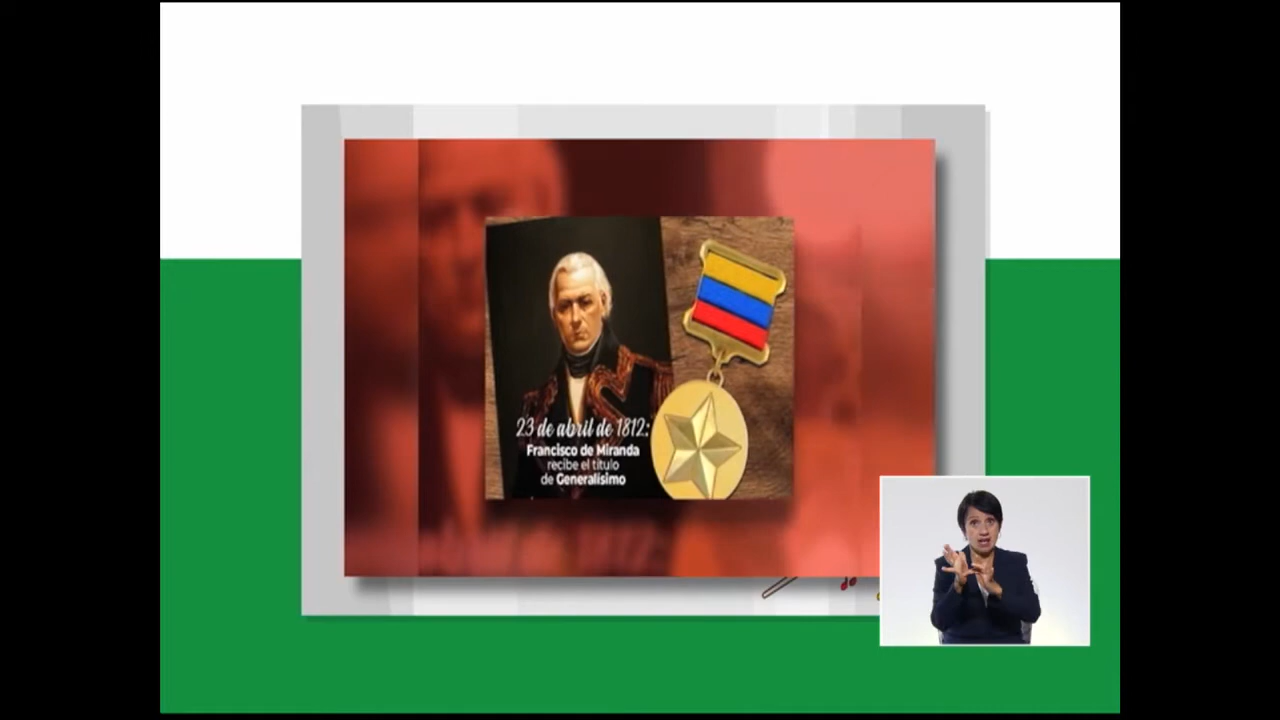 23 de abril de 1812:
Francisco de Miranda
recibe el título
de Generalísimo